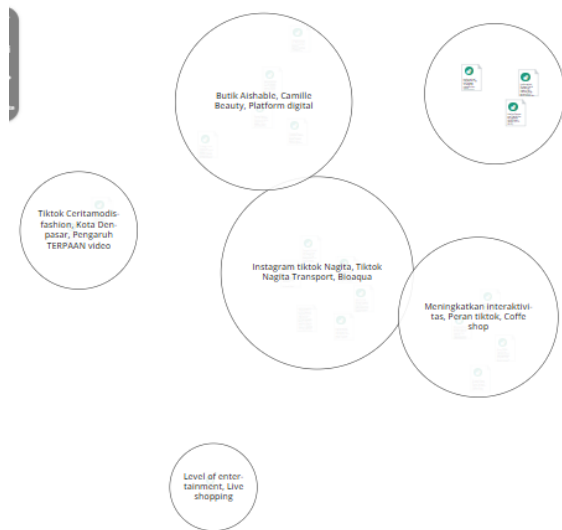 Butik Aishable, Camille
Beauty, Platform digital
Tiktok Ceritamodis-
fashion, Kota Den-
pasar, Pengaruh
TERPAAN video
Instagram tiktok Nagita, Tiktok
Nagita Transport, Bioaqua
Meningkatkan interaktivi-
tas, Peran tiktok, Coffe
shop
Level of enter-
tainment, Live
shopping